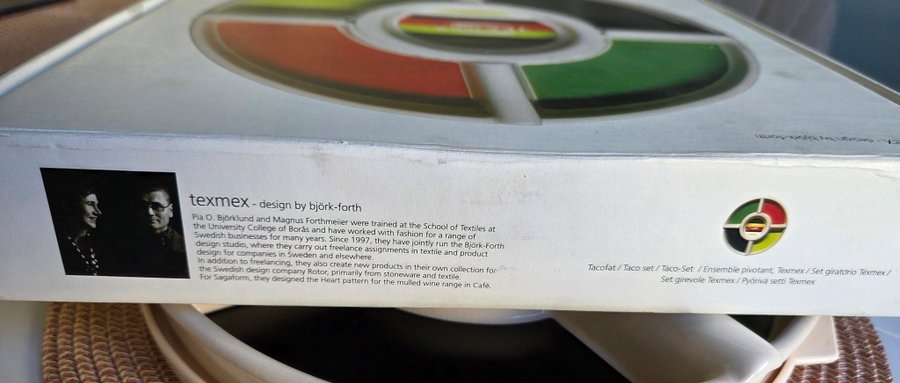 texmex - design by björk-forth
Pia O. Björklund and Magnus Forthmeiier were trained at the School of Textiles at
the University College of Borås and have worked with fashion for a range of
Swedish businesses for many years. Since 1997, they have jointly run the Björk-Forth
design studio, where they carry out freelance assignments in textile and product
design for companies in Sweden and elsewhere.
In addition to freelancing, they also create new products in their own collection for
the Swedish design company Rotor, primarily from stoneware and textile.
For Sagaform, they designed the Heart pattern for the mulled wine range in Café.
Tacofat / Taco set / Taco-Set / Ensemble pivotant, Texmex / Set giratório Texmex /
Set girevole Texmex / Pyörivä setti Texmex
design by björk-forth